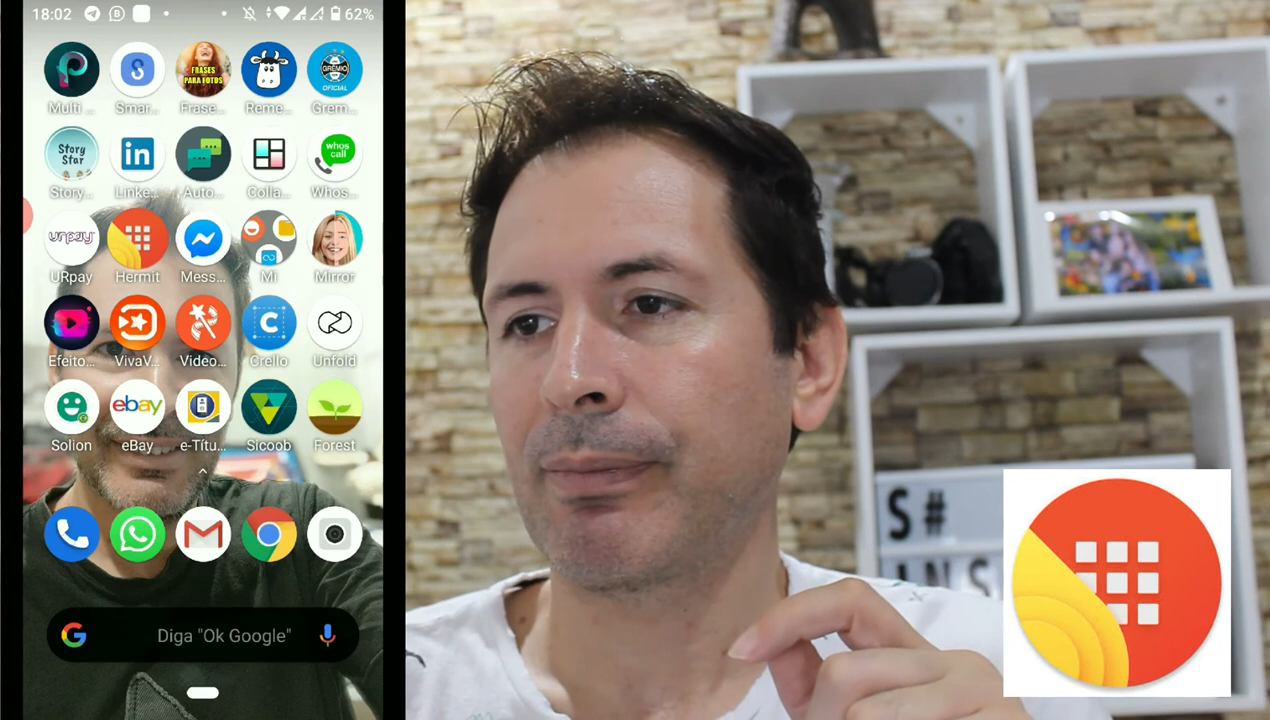 18:02
62%
FRASES
PARA FOTOS
GRÊMIO
OFICIAL
Multi ...
Smar...
Frase...
Reme...
Grem...
Story
Star
in
whos
call
Story...
Linke...
Auto...
Colla...
Whos...
urpay
URpay
Hermit
Mess...
Mi
Mirror
Efeito...
VivaV...
Video...
Crello
Unfold
ebay
Solion
eBay
e-Títu...
Sicoob
Forest
G
Diga "Ok Google"
S#
INS